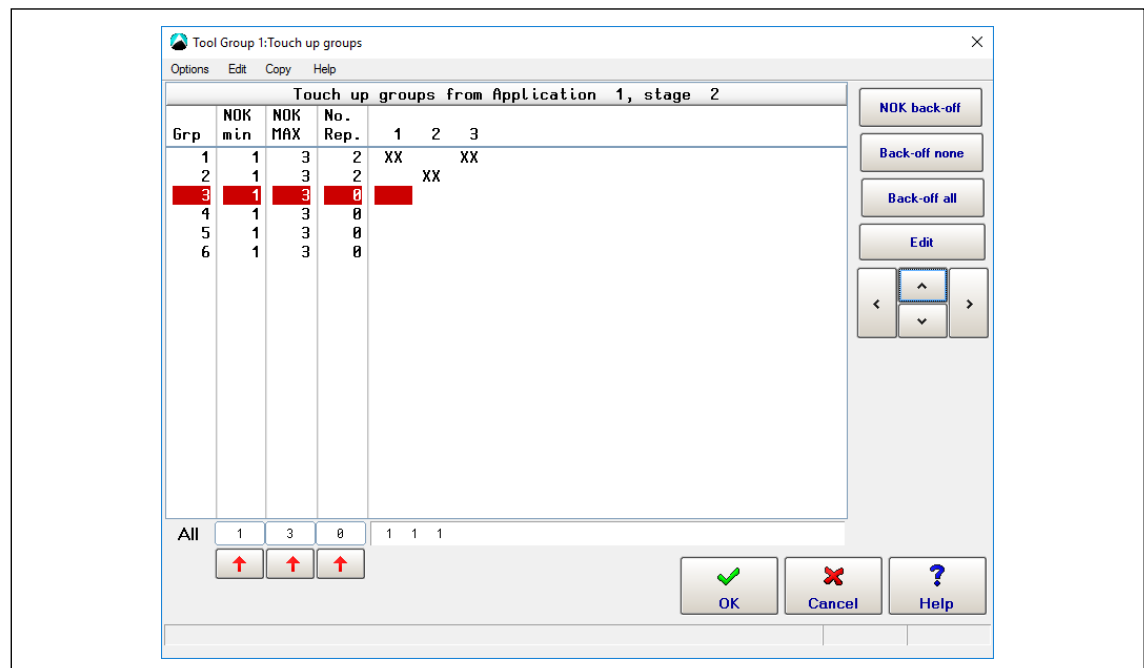 Tool Group 1:Touch up groups
Options Edit Copy Help
Touch up groups from Application 1, stage 2
NOK NOK No.
Grp min MAX Rep. 1 2 3
1 1 3 2 XX XX
2 1 3 2 XX
3 1 3 0
4 1 3 0
5 1 3 0
6 1 3 0
NOK back-off
Back-off none
Back-off all
Edit
All 1 3 0 1 1 1
OK Cancel Help